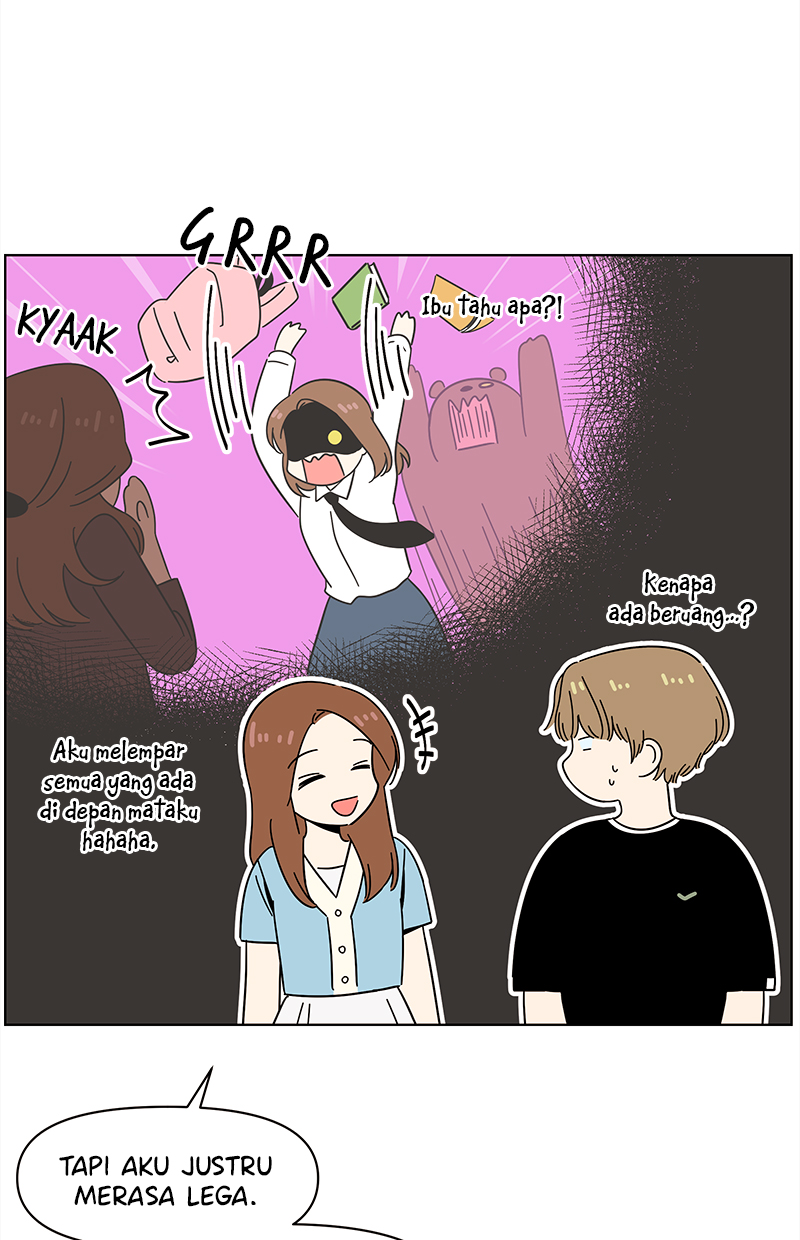 GRRR
KYAAK
Ibu tahu apa?!
Kenapa
ada beruang...?
Aku melempar
semua yang ada
di depan mataku
hahaha.
TAPI AKU JUSTRU
MERASA LEGA.